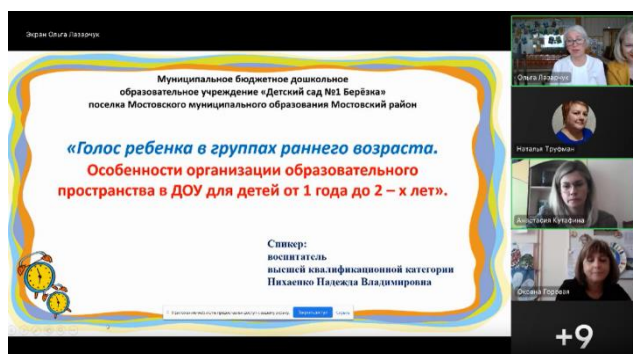 Экран Ольга Лазарчук
Муниципальное бюджетное дошкольное
образовательное учреждение «Детский сад №1 Берёзка»
поселка Мостовского муниципального образования Мостовский район
«Голос ребенка в группах раннего возраста.
Особенности организации образовательного
пространства в ДОУ для детей от 1 года до 2 – х лет».
Спикер:
воспитатель
высшей квалификационной категории
Нихаенко Надежда Владимировна
Ольга Лазарчук
Наталья Труфман
Анастасия Кутафина
Оксана Горовая
+9